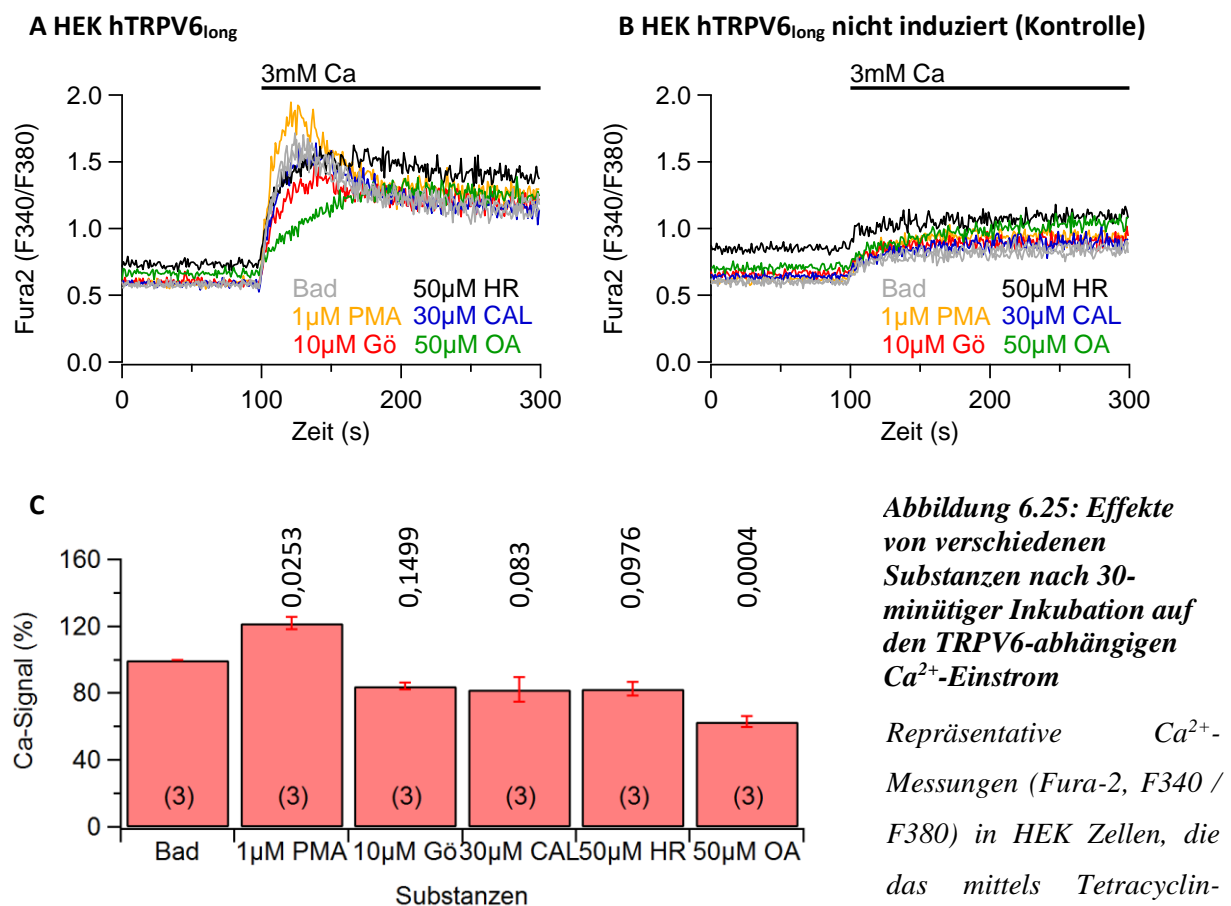 A HEK hTRPV6long
3mM Ca
2.0
1.5
1.0
0.5
0.0
Fura2 (F340/F380)
Bad
50µM HR
1µM PMA
30µM CAL
10µM Gö
50µM OA
0
100
200
300
Zeit (s)
B HEK hTRPV6long nicht induziert (Kontrolle)
3mM Ca
2.0
1.5
1.0
0.5
0.0
Fura2 (F340/F380)
Bad
50µM HR
1µM PMA
30µM CAL
10µM Gö
50µM OA
0
100
200
300
Zeit (s)
C
160
120
80
40
0
Ca-Signal (%)
0,0253
0,1499
0,083
0,0976
0,0004
(3)
(3)
(3)
(3)
(3)
(3)
Bad
1µM PMA
10µM Gö
30µM CAL
50µM HR
50µM OA
Substanzen
Abbildung 6.25: Effekte
von verschiedenen
Substanzen nach 30-
minütiger Inkubation auf
den TRPV6-abhängigen
Ca2+-Einstrom
Repräsentative Ca2+-
Messungen (Fura-2, F340 /
F380) in HEK Zellen, die
das mittels Tetracyclin-